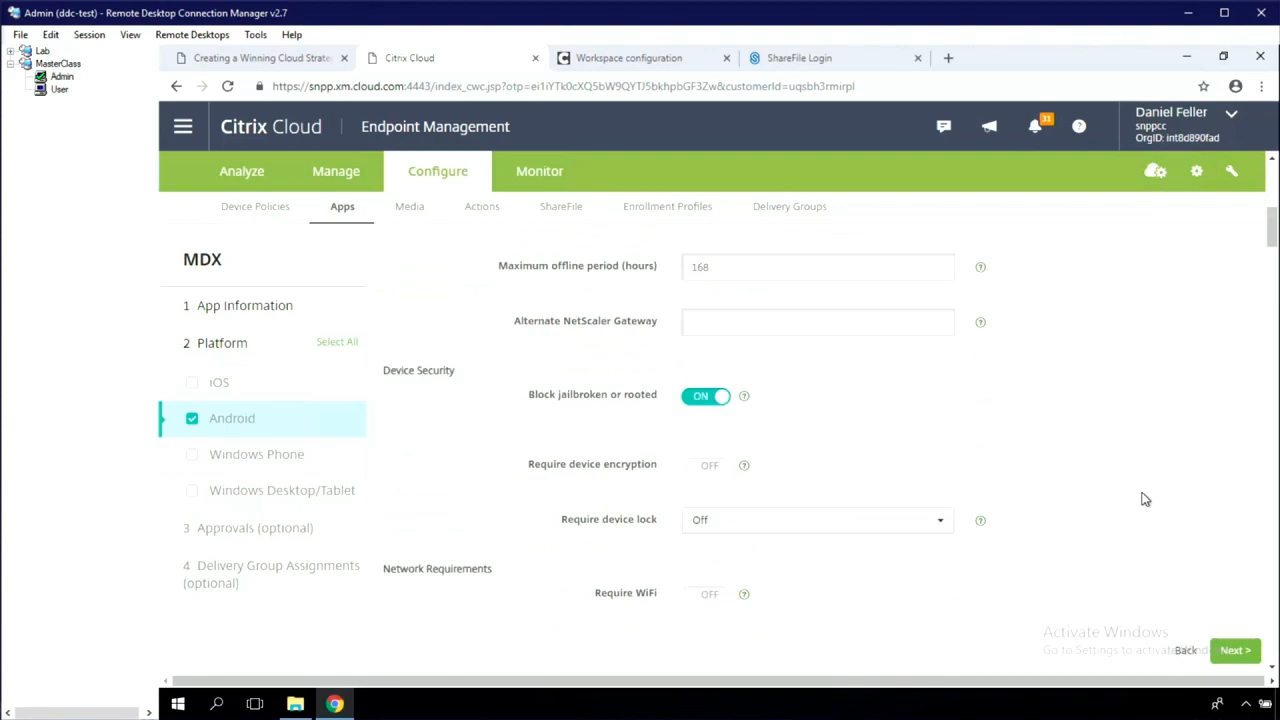 Admin (ddc-test) - Remote Desktop Connection Manager v2.7
File Edit Session View Remote Desktops Tools Help
Lab
MasterClass
Admin
User
Creating a Winning Cloud Strate
Citrix Cloud
Workspace configuration
ShareFile Login
https://snpp.xm.cloud.com:4443/index_cwc.jsp?otp=ei1iYTk0cXQ5bW9QYTJ5bkhpbGF3Zw&customerId=uqsbh3rmirpl
Citrix Cloud
Endpoint Management
31
Daniel Feller
snppcc
OrgID: int8d890fad
Analyze Manage Configure Monitor
Device Policies Apps Media Actions ShareFile Enrollment Profiles Delivery Groups
MDX
1 App Information
2 Platform Select All
iOS
Android
Windows Phone
Windows Desktop/Tablet
3 Approvals (optional)
4 Delivery Group Assignments
(optional)
Maximum offline period (hours) 168
Alternate NetScaler Gateway
Device Security
Block jailbroken or rooted ON
Require device encryption OFF
Require device lock Off
Network Requirements
Require WiFi OFF
Activate Windows
Go to Settings to activate
Back Next >